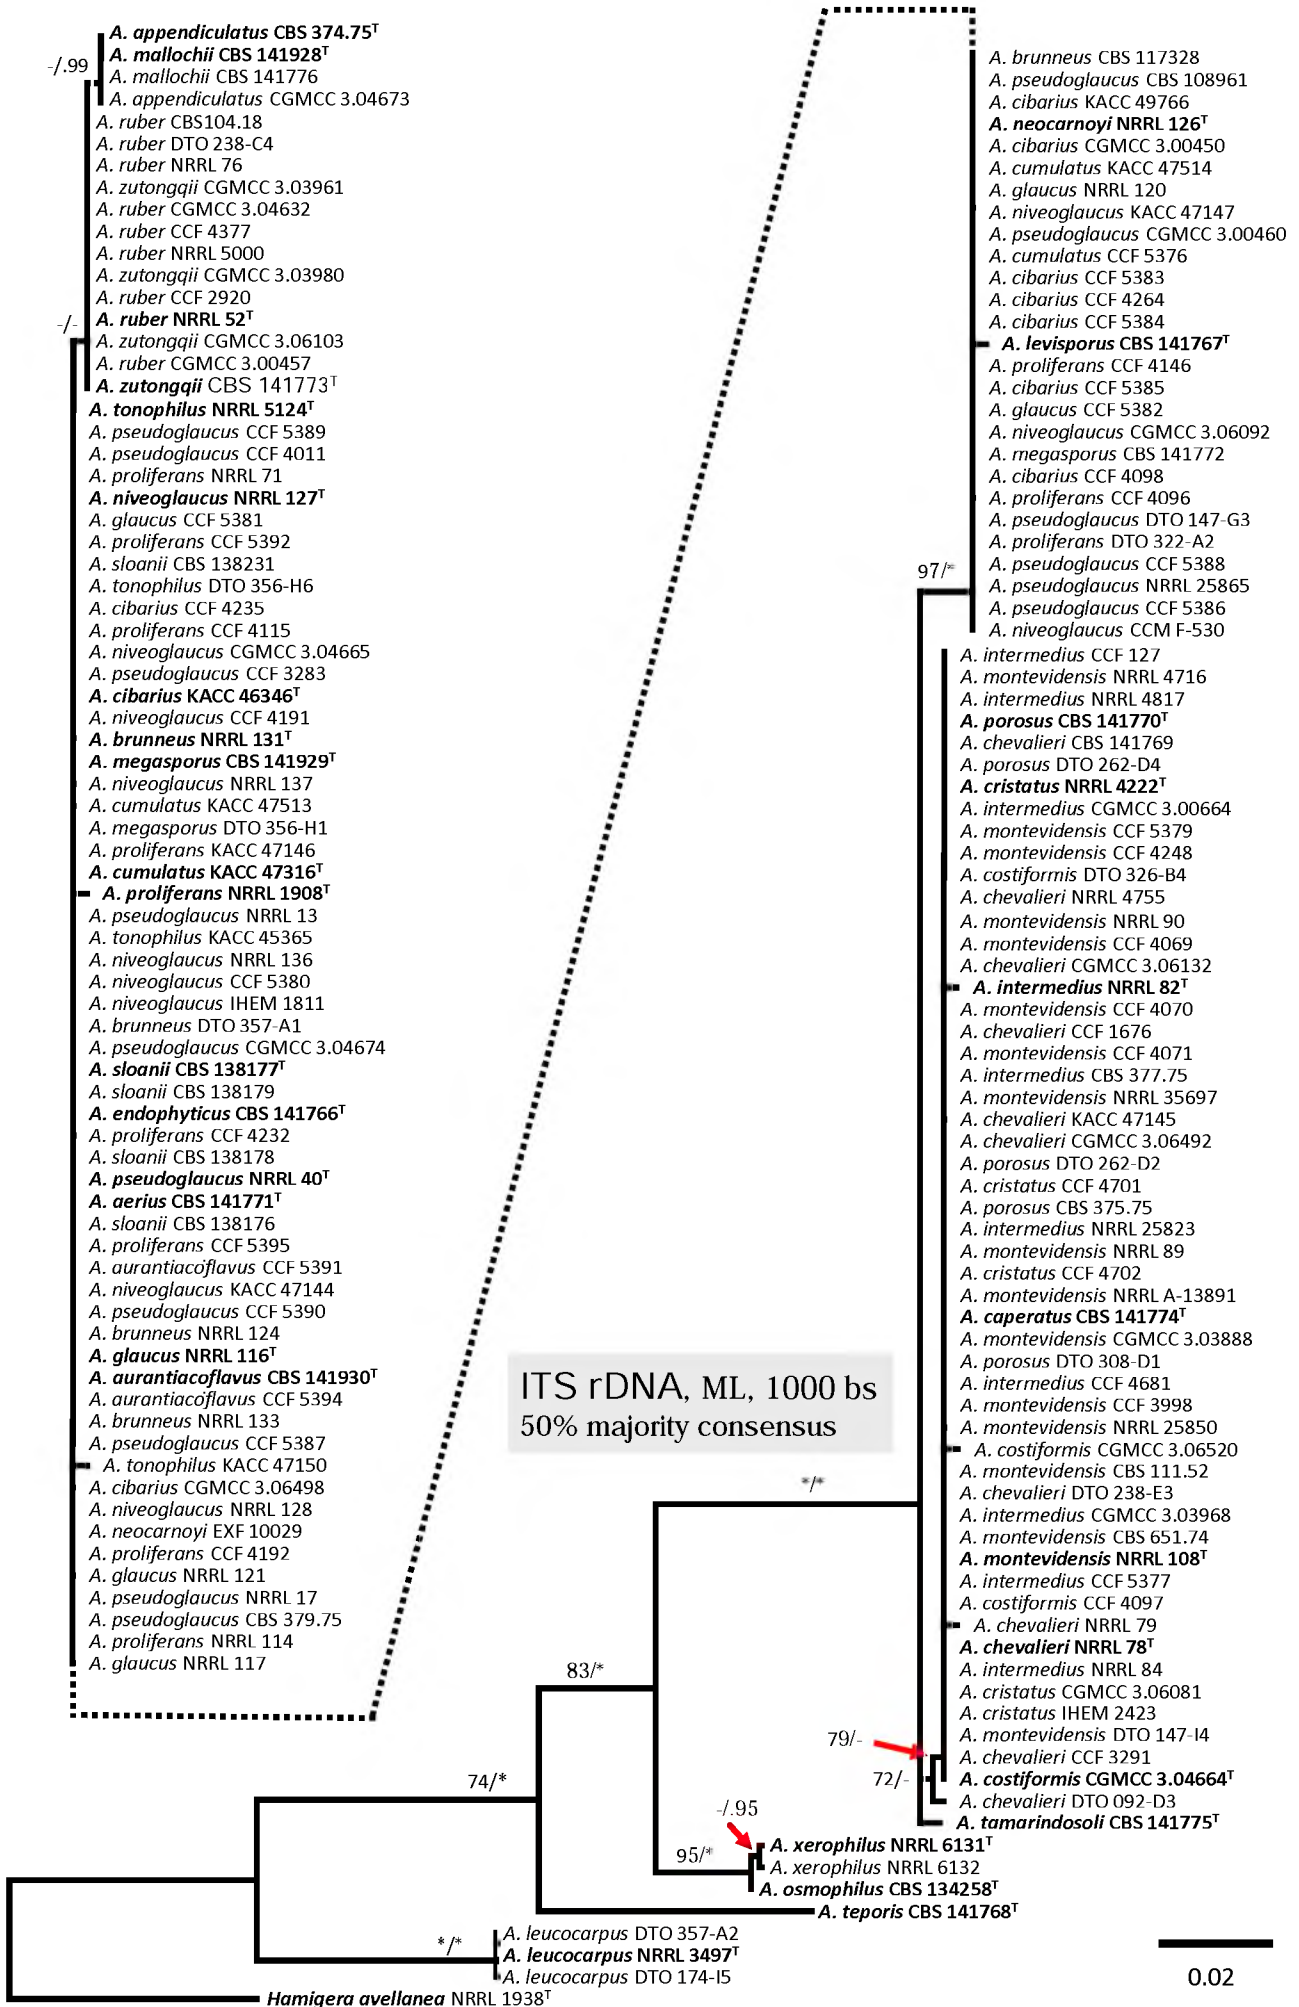 A. appendiculatus CBS 374.75ᵀ
A. mallochii CBS 141928ᵀ
-/.99
A. mallochii CBS 141776
A. appendiculatus CGMCC 3.04673
A. ruber CBS104.18
A. ruber DTO 238-C4
A. ruber NRRL 76
A. zutongqii CGMCC 3.03961
A. ruber CGMCC 3.04632
A. ruber CCF 4377
A. ruber NRRL 5000
A. zutongqii CGMCC 3.03980
A. ruber CCF 2920
A. ruber NRRL 52ᵀ
-/-
A. zutongqii CGMCC 3.06103
A. ruber CGMCC 3.00457
A. zutongqii CBS 141773ᵀ
A. tonophilus NRRL 5124ᵀ
A. pseudoglaucus CCF 5389
A. pseudoglaucus CCF 4011
A. proliferans NRRL 71
A. niveoglaucus NRRL 127ᵀ
A. glaucus CCF 5381
A. proliferans CCF 5392
A. sloanii CBS 138231
A. tonophilus DTO 356-H6
A. cibarius CCF 4235
A. proliferans CCF 4115
A. niveoglaucus CGMCC 3.04665
A. pseudoglaucus CCF 3283
A. cibarius KACC 46346ᵀ
A. niveoglaucus CCF 4191
A. brunneus NRRL 131ᵀ
A. megasporus CBS 141929ᵀ
A. niveoglaucus NRRL 137
A. cumulatus KACC 47513
A. megasporus DTO 356-H1
A. proliferans KACC 47146
A. cumulatus KACC 47316ᵀ
A. proliferans NRRL 1908ᵀ
A. pseudoglaucus NRRL 13
A. tonophilus KACC 45365
A. niveoglaucus NRRL 136
A. niveoglaucus CCF 5380
A. niveoglaucus IHEM 1811
A. brunneus DTO 357-A1
A. pseudoglaucus CGMCC 3.04674
A. sloanii CBS 138177ᵀ
A. sloanii CBS 138179
A. endophyticus CBS 141766ᵀ
A. proliferans CCF 4232
A. sloanii CBS 138178
A. pseudoglaucus NRRL 40ᵀ
A. aerius CBS 141771ᵀ
A. sloanii CBS 138176
A. proliferans CCF 5395
A. aurantiacoflavus CCF 5391
A. niveoglaucus KACC 47144
A. pseudoglaucus CCF 5390
A. brunneus NRRL 124
A. glaucus NRRL 116ᵀ
A. aurantiacoflavus CBS 141930ᵀ
A. aurantiacoflavus CCF 5394
A. brunneus NRRL 133
A. pseudoglaucus CCF 5387
A. tonophilus KACC 47150
A. cibarius CGMCC 3.06498
A. niveoglaucus NRRL 128
A. neocarnoyi EXF 10029
A. proliferans CCF 4192
A. glaucus NRRL 121
A. pseudoglaucus NRRL 17
A. pseudoglaucus CBS 379.75
A. proliferans NRRL 114
A. glaucus NRRL 117
A. brunneus CBS 117328
A. pseudoglaucus CBS 108961
A. cibarius KACC 49766
A. neocarnoyi NRRL 126ᵀ
A. cibarius CGMCC 3.00450
A. cumulatus KACC 47514
A. glaucus NRRL 120
A. niveoglaucus KACC 47147
A. pseudoglaucus CGMCC 3.00460
A. cumulatus CCF 5376
A. cibarius CCF 5383
A. cibarius CCF 4264
A. cibarius CCF 5384
A. levisporus CBS 141767ᵀ
A. proliferans CCF 4146
A. cibarius CCF 5385
A. glaucus CCF 5382
A. niveoglaucus CGMCC 3.06092
A. megasporus CBS 141772
A. cibarius CCF 4098
A. proliferans CCF 4096
A. pseudoglaucus DTO 147-G3
A. proliferans DTO 322-A2
A. pseudoglaucus CCF 5388
97/*
A. pseudoglaucus NRRL 25865
A. pseudoglaucus CCF 5386
A. niveoglaucus CCM F-530
A. intermedius CCF 127
A. montevidensis NRRL 4716
A. intermedius NRRL 4817
A. porosus CBS 141770ᵀ
A. chevalieri CBS 141769
A. porosus DTO 262-D4
A. cristatus NRRL 4222ᵀ
A. intermedius CGMCC 3.00664
A. montevidensis CCF 5379
A. montevidensis CCF 4248
A. costiformis DTO 326-B4
A. chevalieri NRRL 4755
A. montevidensis NRRL 90
A. montevidensis CCF 4069
A. chevalieri CGMCC 3.06132
A. intermedius NRRL 82ᵀ
A. montevidensis CCF 4070
A. chevalieri CCF 1676
A. montevidensis CCF 4071
A. intermedius CBS 377.75
A. montevidensis NRRL 35697
A. chevalieri KACC 47145
A. chevalieri CGMCC 3.06492
A. porosus DTO 262-D2
A. cristatus CCF 4701
A. porosus CBS 375.75
A. intermedius NRRL 25823
A. montevidensis NRRL 89
A. cristatus CCF 4702
A. montevidensis NRRL A-13891
A. caperatus CBS 141774ᵀ
A. montevidensis CGMCC 3.03888
A. porosus DTO 308-D1
A. intermedius CCF 4681
A. montevidensis CCF 3998
A. montevidensis NRRL 25850
A. costiformis CGMCC 3.06520
A. montevidensis CBS 111.52
A. chevalieri DTO 238-E3
A. intermedius CGMCC 3.03968
A. montevidensis CBS 651.74
A. montevidensis NRRL 108ᵀ
A. intermedius CCF 5377
A. costiformis CCF 4097
A. chevalieri NRRL 79
A. chevalieri NRRL 78ᵀ
A. intermedius NRRL 84
A. cristatus CGMCC 3.06081
A. cristatus IHEM 2423
A. montevidensis DTO 147-I4
79/-
A. chevalieri CCF 3291
72/-
A. costiformis CGMCC 3.04664ᵀ
A. chevalieri DTO 092-D3
A. tamarindosoli CBS 141775ᵀ
ITS rDNA, ML, 1000 bs
50% majority consensus
*/*
83/*
74/*
-/.95
95/*
A. xerophilus NRRL 6131ᵀ
A. xerophilus NRRL 6132
A. osmophilus CBS 134258ᵀ
A. teporis CBS 141768ᵀ
*/*
A. leucocarpus DTO 357-A2
A. leucocarpus NRRL 3497ᵀ
A. leucocarpus DTO 174-I5
Hamigera avellanea NRRL 1938ᵀ
0.02